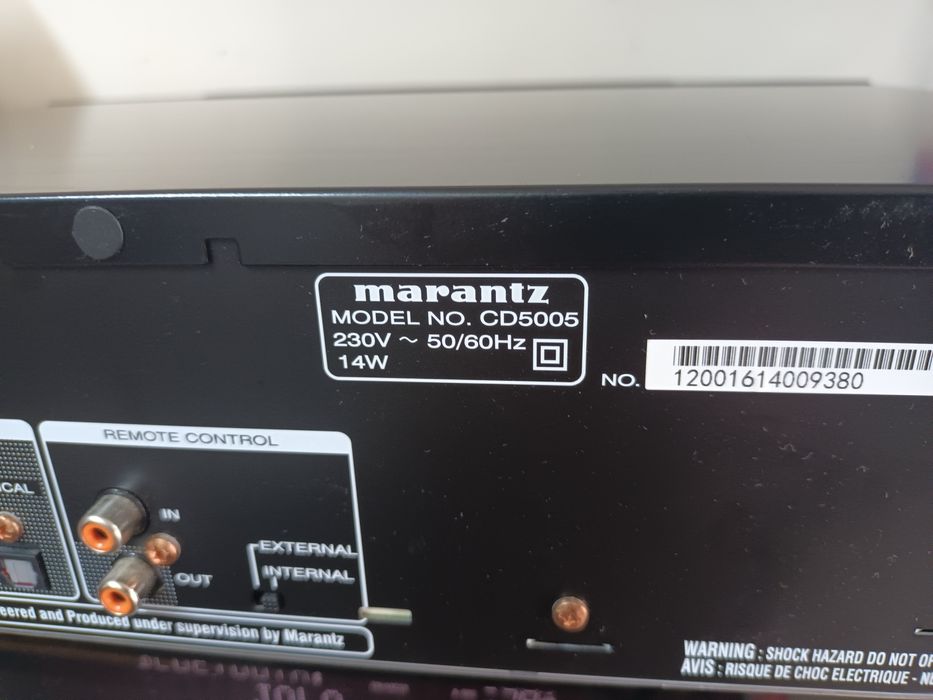 marantz
MODEL NO. CD5005
230V ~ 50/60Hz
14W
NO.
12001614009380
REMOTE CONTROL
ICAL
IN
OUT
EXTERNAL
INTERNAL
eered and Produced under supervision by Marantz
WARNING : SHOCK HAZARD DO NOT OP
AVIS : RISQUE DE CHOC ELECTRIQUE - NE